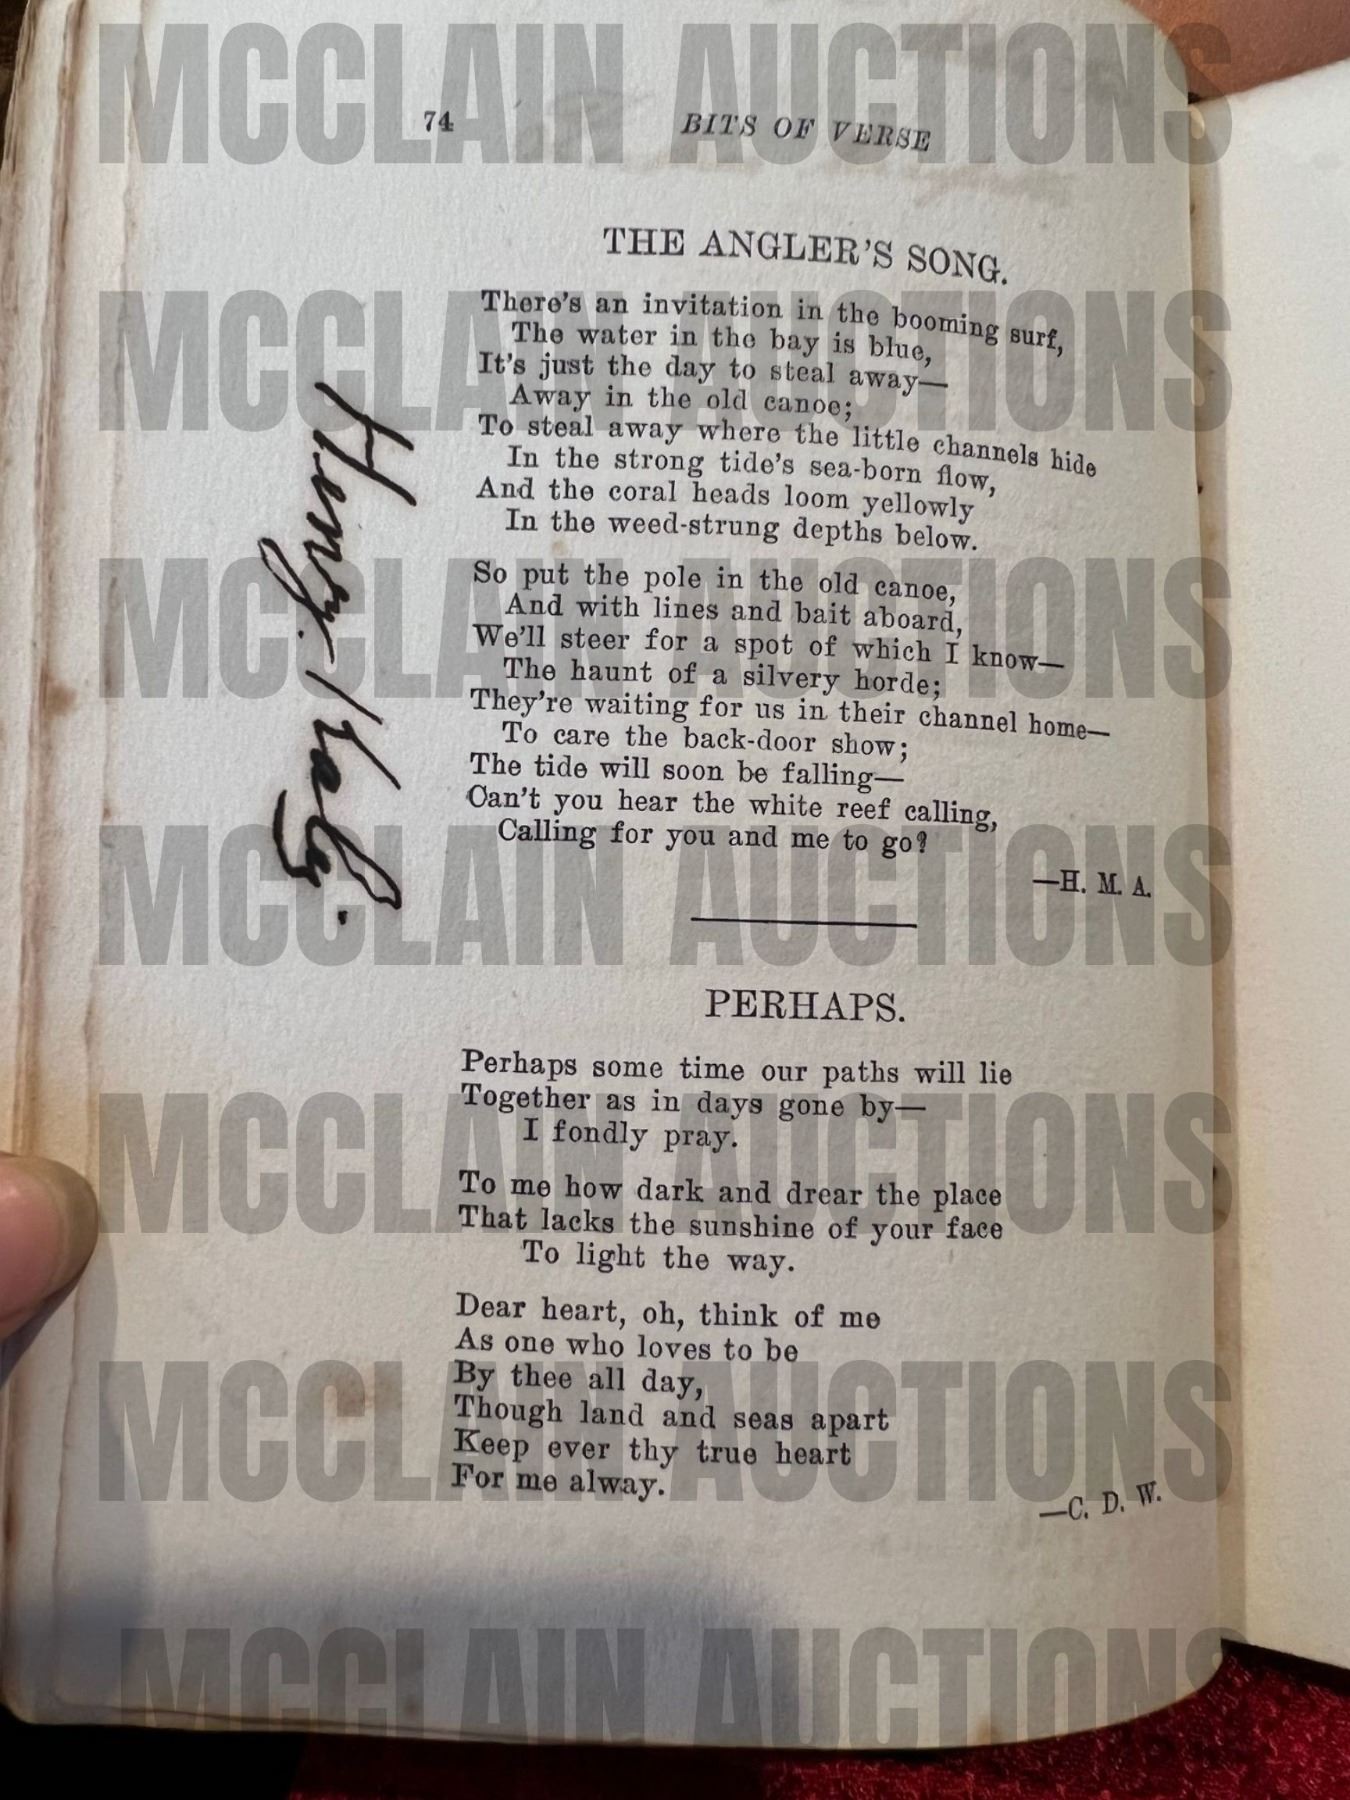 74 BITS OF VERSE
THE ANGLER'S SONG.
There's an invitation in the booming surf,
The water in the bay is blue,
It's just the day to steal away—
Away in the old canoe;
To steal away where the little channels hide
In the strong tide's sea-born flow,
And the coral heads loom yellowly
In the weed-strung depths below.
So put the pole in the old canoe,
And with lines and bait aboard,
We'll steer for a spot of which I know—
The haunt of a silvery horde;
They're waiting for us in their channel home—
To care the back-door show;
The tide will soon be falling—
Can't you hear the white reef calling,
Calling for you and me to go?
—H. M. A.
PERHAPS.
Perhaps some time our paths will lie
Together as in days gone by—
I fondly pray.
To me how dark and drear the place
That lacks the sunshine of your face
To light the way.
Dear heart, oh, think of me
As one who loves to be
By thee all day,
Though land and seas apart
Keep ever thy true heart
For me alway.
—C. D. W.
Henry.
MCCLAIN AUCTIONS
MCCLAIN AUCTIONS
MCCLAIN AUCTIONS
MCCLAIN AUCTIONS
MCCLAIN AUCTIONS
MCCLAIN AUCTIONS
MCCLAIN AUCTIONS